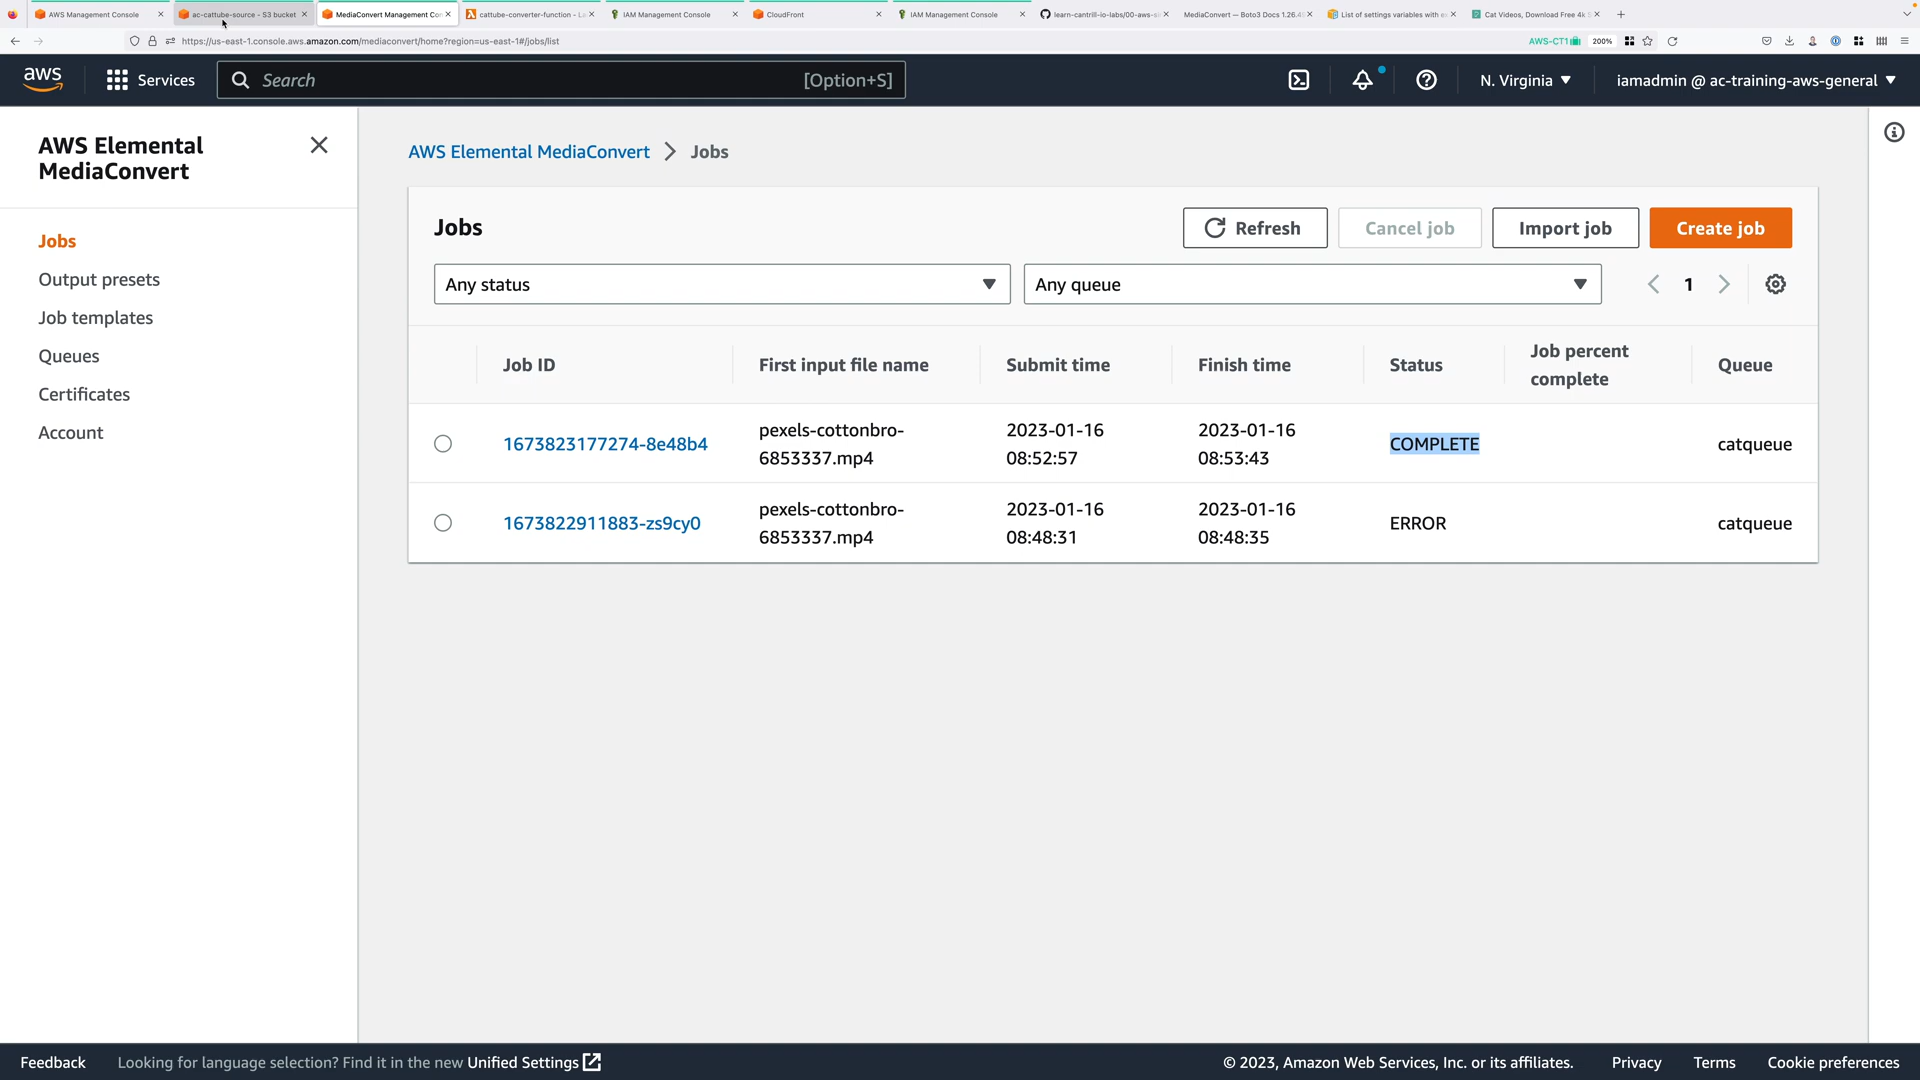 AWS Management Console
ac-cattube-source - S3 bucket
MediaConvert Management Con
cattube-converter-function - La
IAM Management Console
CloudFront
IAM Management Console
learn-cantrill-io-labs/00-aws-si
MediaConvert — Boto3 Docs 1.26.4
List of settings variables with ex
Cat Videos, Download Free 4k S
https://us-east-1.console.aws.amazon.com/mediaconvert/home?region=us-east-1#/jobs/list
AWS-CT1
200%
aws
Services
Search
[Option+S]
N. Virginia
iamadmin @ ac-training-aws-general
AWS Elemental
MediaConvert
Jobs
Output presets
Job templates
Queues
Certificates
Account
AWS Elemental MediaConvert > Jobs
Jobs
Refresh
Cancel job
Import job
Create job
Any status
Any queue
1
Job ID
First input file name
Submit time
Finish time
Status
Job percent
complete
Queue
1673823177274-8e48b4
pexels-cottonbro-
6853337.mp4
2023-01-16
08:52:57
2023-01-16
08:53:43
COMPLETE
catqueue
1673822911883-zs9cy0
pexels-cottonbro-
6853337.mp4
2023-01-16
08:48:31
2023-01-16
08:48:35
ERROR
catqueue
Feedback
Looking for language selection? Find it in the new Unified Settings
© 2023, Amazon Web Services, Inc. or its affiliates.
Privacy
Terms
Cookie preferences